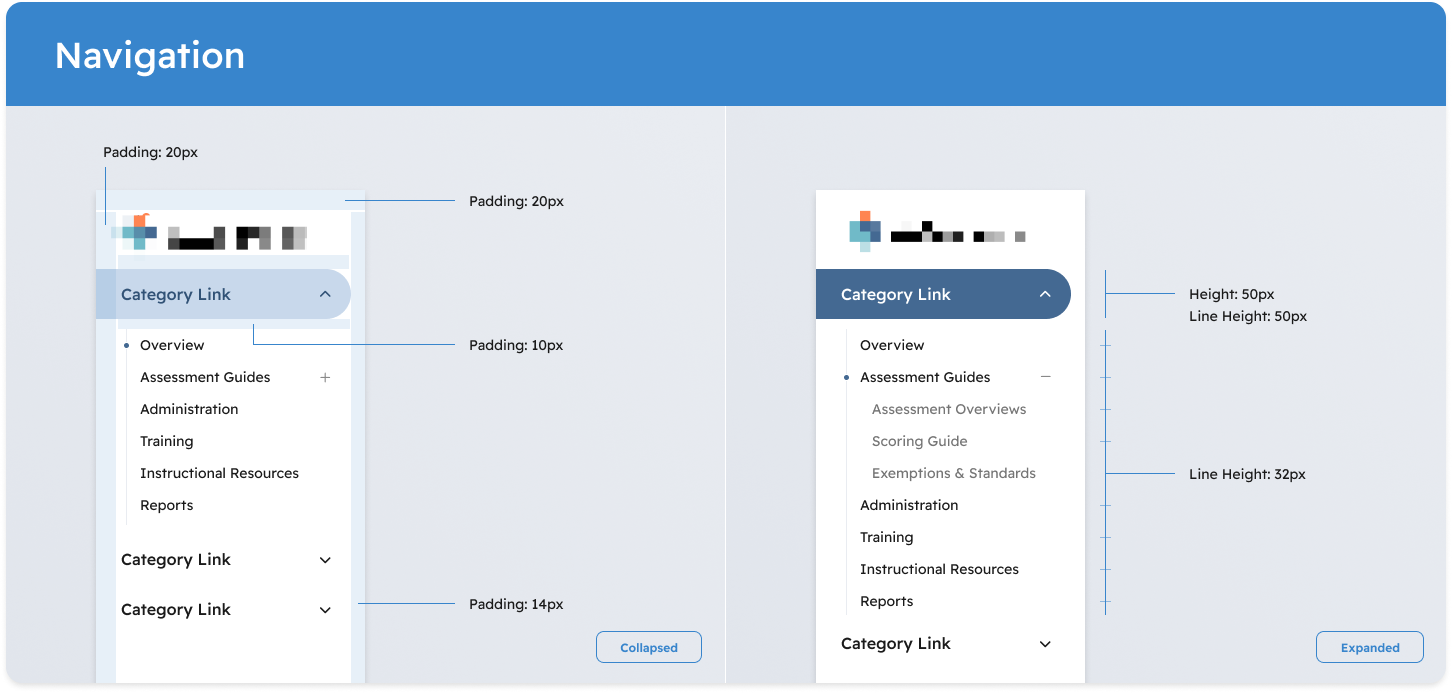 Navigation
Padding: 20px
Padding: 20px
Category Link
Padding: 10px
Overview
Assessment Guides
Administration
Training
Instructional Resources
Reports
Category Link
Category Link
Padding: 14px
Collapsed
Category Link
Height: 50px
Line Height: 50px
Overview
Assessment Guides
Assessment Overviews
Scoring Guide
Exemptions & Standards
Line Height: 32px
Administration
Training
Instructional Resources
Reports
Category Link
Expanded